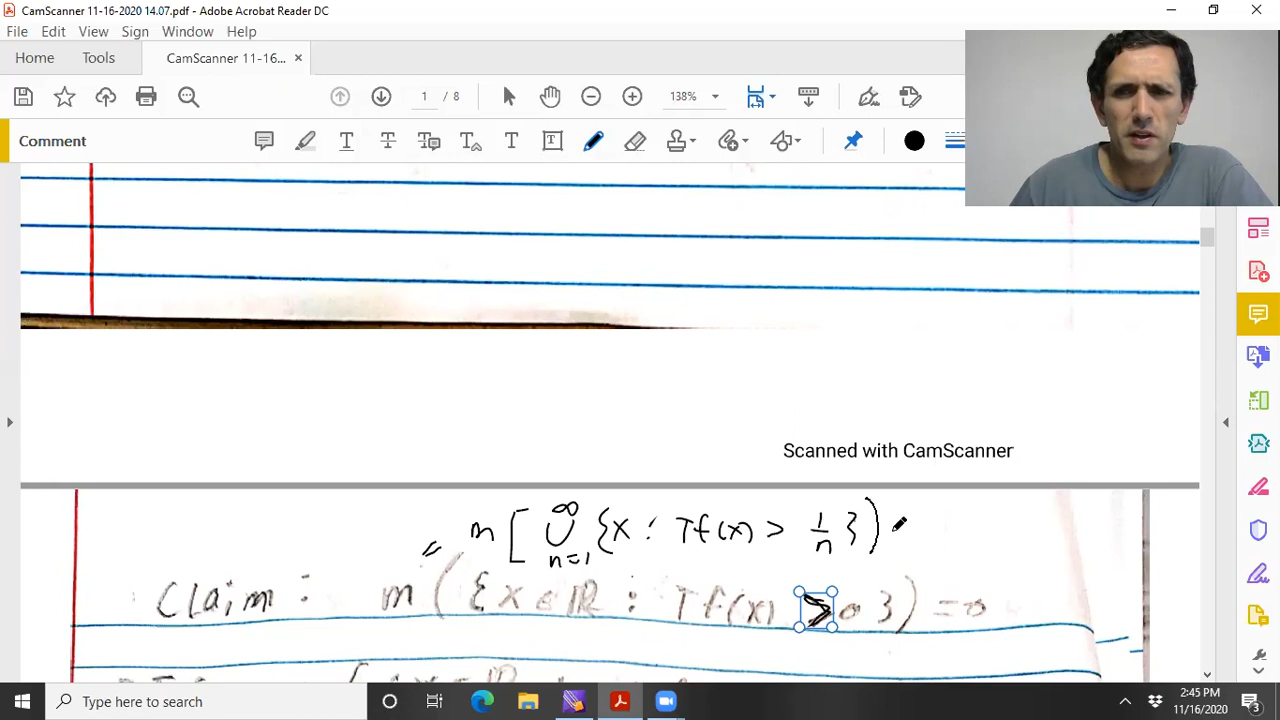 CamScanner 11-16-2020 14.07.pdf - Adobe Acrobat Reader DC
File Edit View Sign Window Help
Home Tools CamScanner 11-16... ×
1 / 8 138%
Comment
Scanned with CamScanner
= m [ ∞ ∪ n=1 {x : Tf(x) > 1/n } )
Claim : m ( { x ∈ ℝ : Tf(x) > 0 } ) = 0
Type here to search
2:45 PM
11/16/2020
3